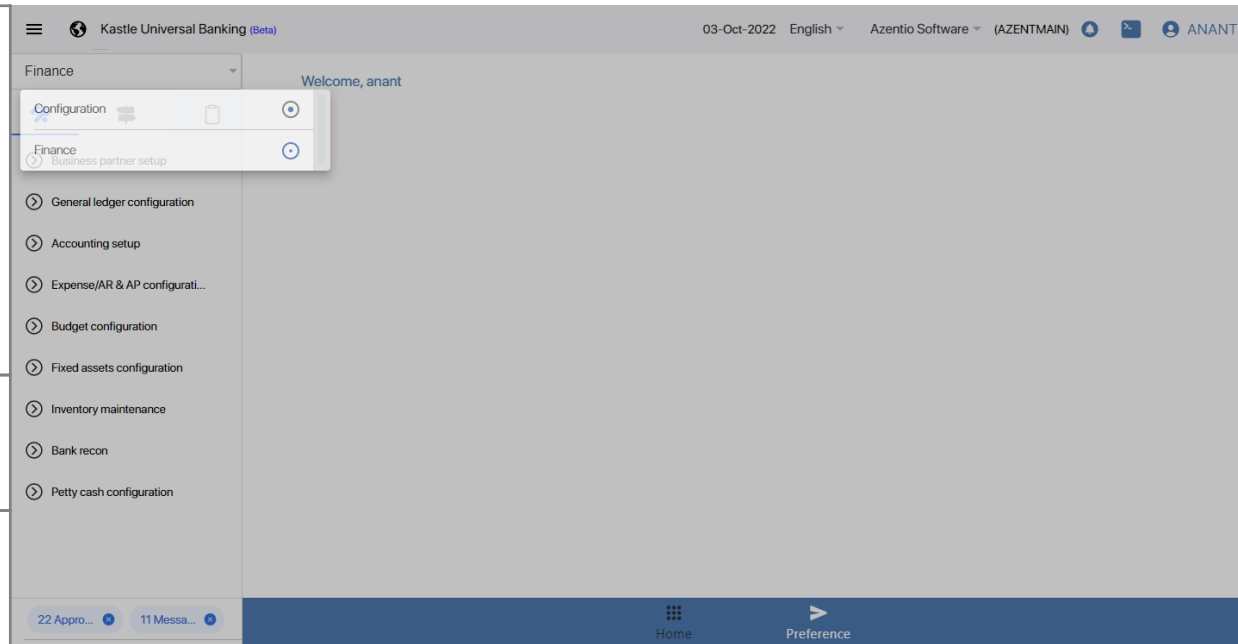 Kastle Universal Banking (Beta)
03-Oct-2022 English Azentio Software (AZENTMAIN) ANANT
Finance
Welcome, anant
Configuration
Finance
Business partner setup
General ledger configuration
Accounting setup
Expense/AR & AP configurati...
Budget configuration
Fixed assets configuration
Inventory maintenance
Bank recon
Petty cash configuration
22 Appro... 11 Messa...
Home Preference